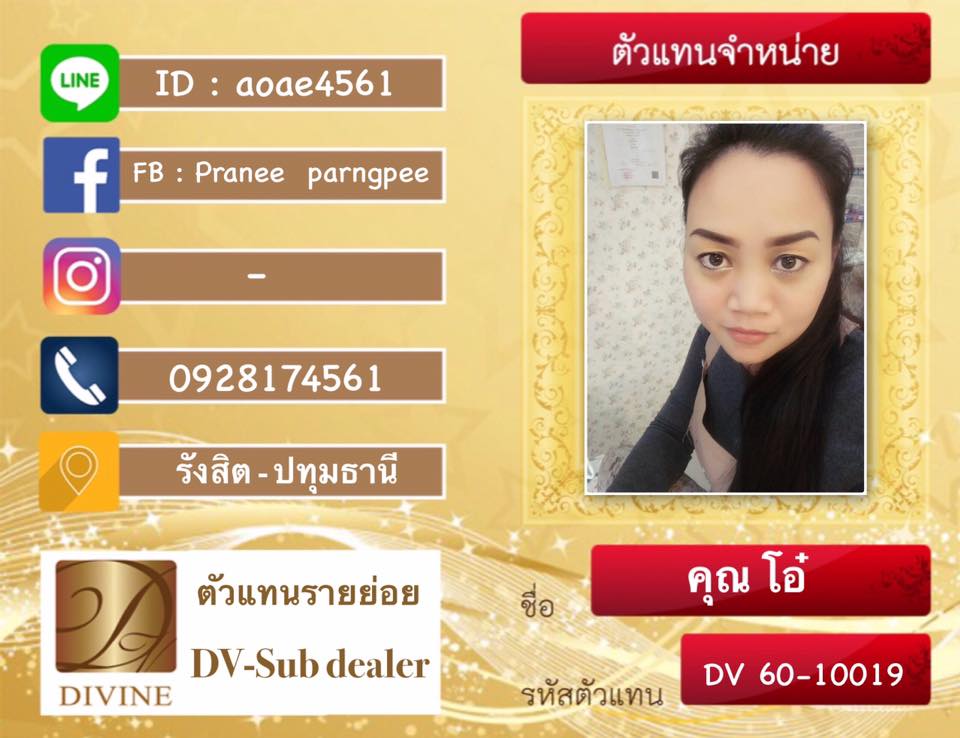 ตัวแทนจำหน่าย
LINE
ID : aoae4561
FB : Pranee parngpee
-
0928174561
รังสิต - ปทุมธานี
ตัวแทนรายย่อย
DV-Sub dealer
DIVINE
ชื่อ
คุณ โอ๋
รหัสตัวแทน
DV 60-10019